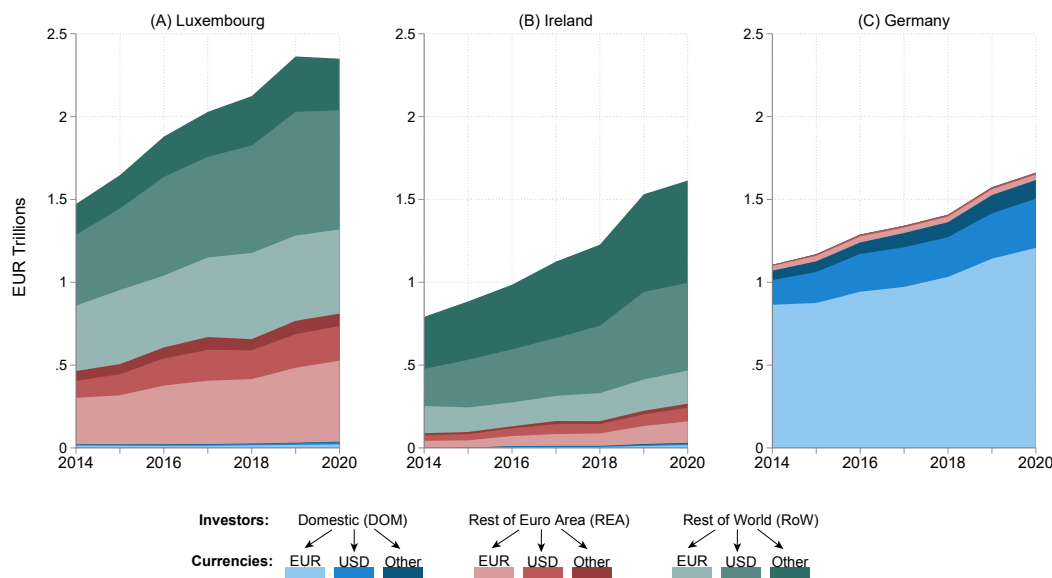 (A) Luxembourg
(B) Ireland
(C) Germany
EUR Trillions
2.5
2
1.5
1
.5
0
2014 2016 2018 2020
2.5
2
1.5
1
.5
0
2014 2016 2018 2020
2.5
2
1.5
1
.5
0
2014 2016 2018 2020
Investors: Domestic (DOM) Rest of Euro Area (REA) Rest of World (RoW)
Currencies: EUR USD Other EUR USD Other EUR USD Other